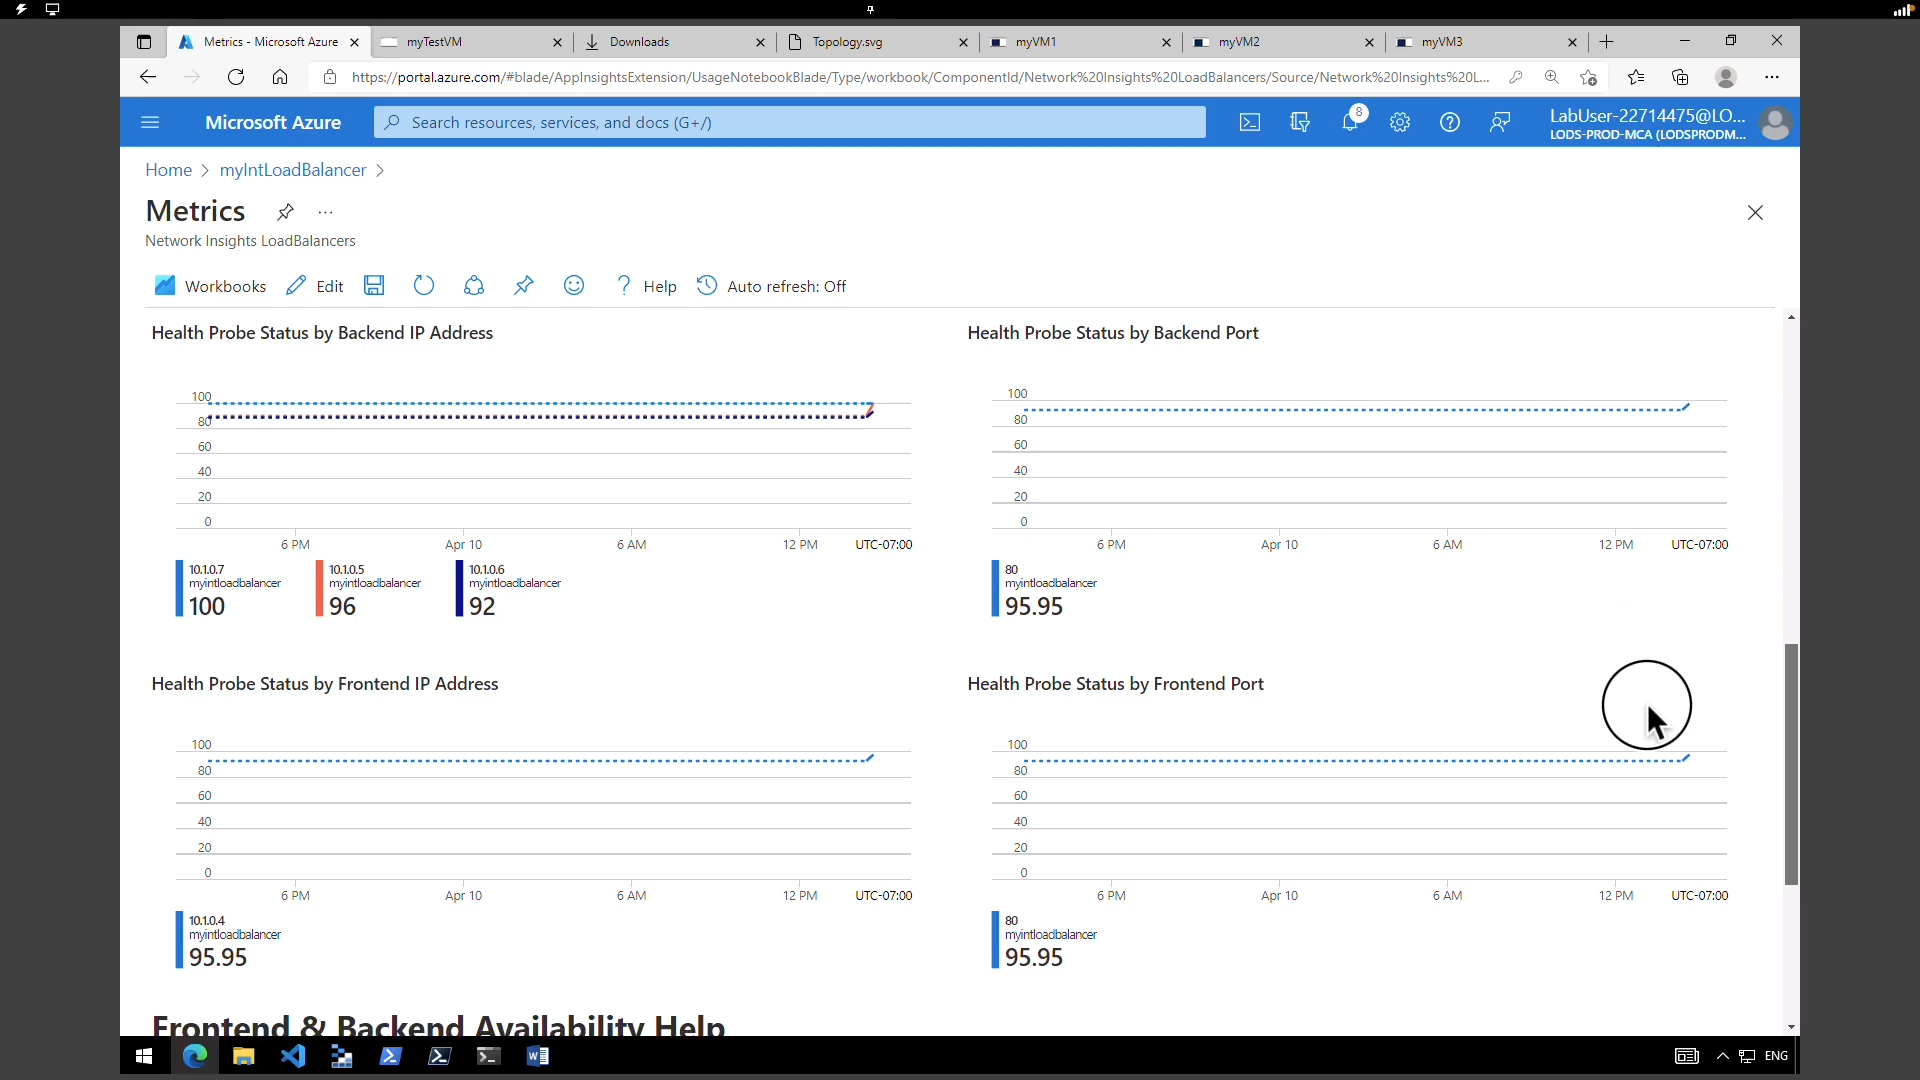 Metrics - Microsoft Azure
myTestVM
Downloads
Topology.svg
myVM1
myVM2
myVM3
https://portal.azure.com/#blade/AppInsightsExtension/UsageNotebookBlade/Type/workbook/ComponentId/Network%20Insights%20LoadBalancers/Source/Network%20Insights%20L...
Microsoft Azure
Search resources, services, and docs (G+/)
8
LabUser-22714475@LO...
LODS-PROD-MCA (LODSPRODM...
Home > myIntLoadBalancer >
Metrics
Network Insights LoadBalancers
Workbooks
Edit
Help
Auto refresh: Off
Health Probe Status by Backend IP Address
100
80
60
40
20
0
6 PM
Apr 10
6 AM
12 PM
UTC-07:00
10.1.0.7
myintloadbalancer
100
10.1.0.5
myintloadbalancer
96
10.1.0.6
myintloadbalancer
92
Health Probe Status by Backend Port
100
80
60
40
20
0
6 PM
Apr 10
6 AM
12 PM
UTC-07:00
80
myintloadbalancer
95.95
Health Probe Status by Frontend IP Address
100
80
60
40
20
0
6 PM
Apr 10
6 AM
12 PM
UTC-07:00
10.1.0.4
myintloadbalancer
95.95
Health Probe Status by Frontend Port
100
80
60
40
20
0
6 PM
Apr 10
6 AM
12 PM
UTC-07:00
80
myintloadbalancer
95.95
Frontend & Backend Availability Help
ENG